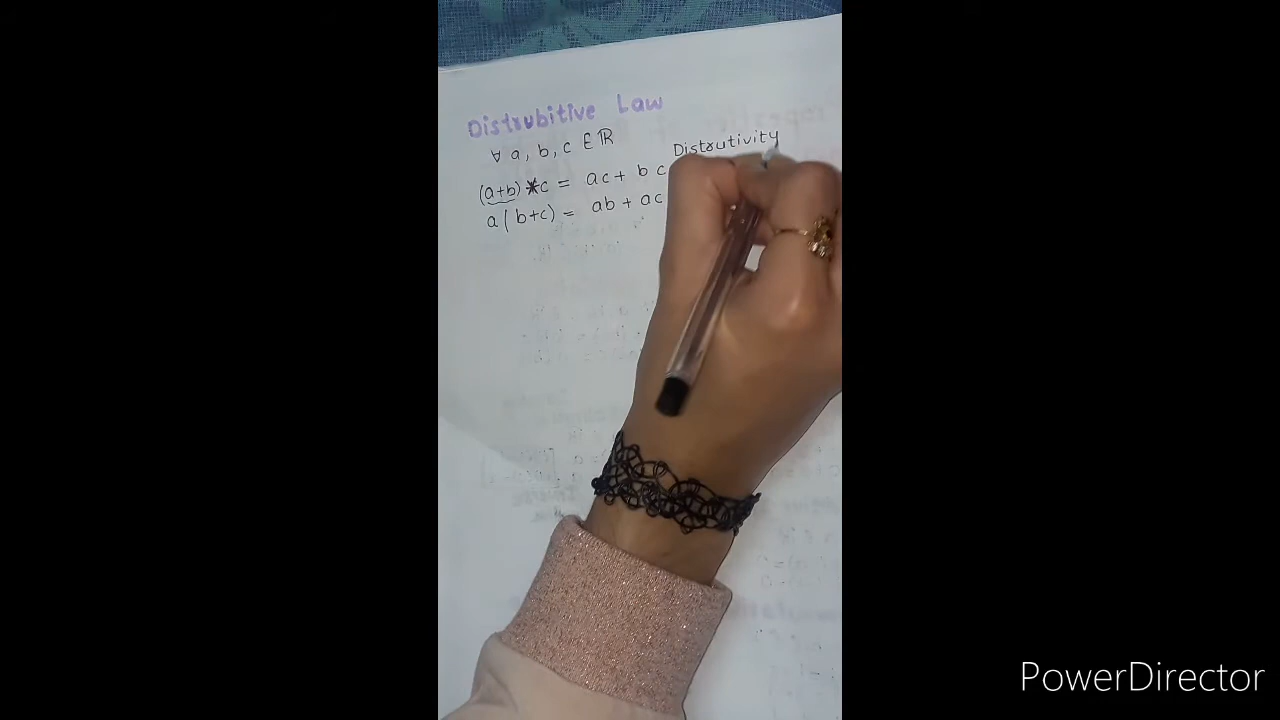 Distrubitive Law
∀ a, b, c ∈ ℝ
Distrutivity
(a+b) * c = ac + bc
a(b+c) = ab + ac
PowerDirector